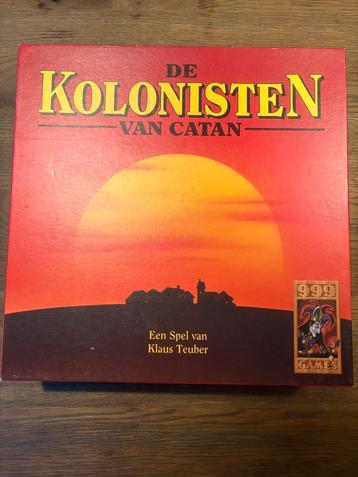 DE
KOLONISTEN
VAN CATAN
Een Spel van
Klaus Teuber
999
GAMES